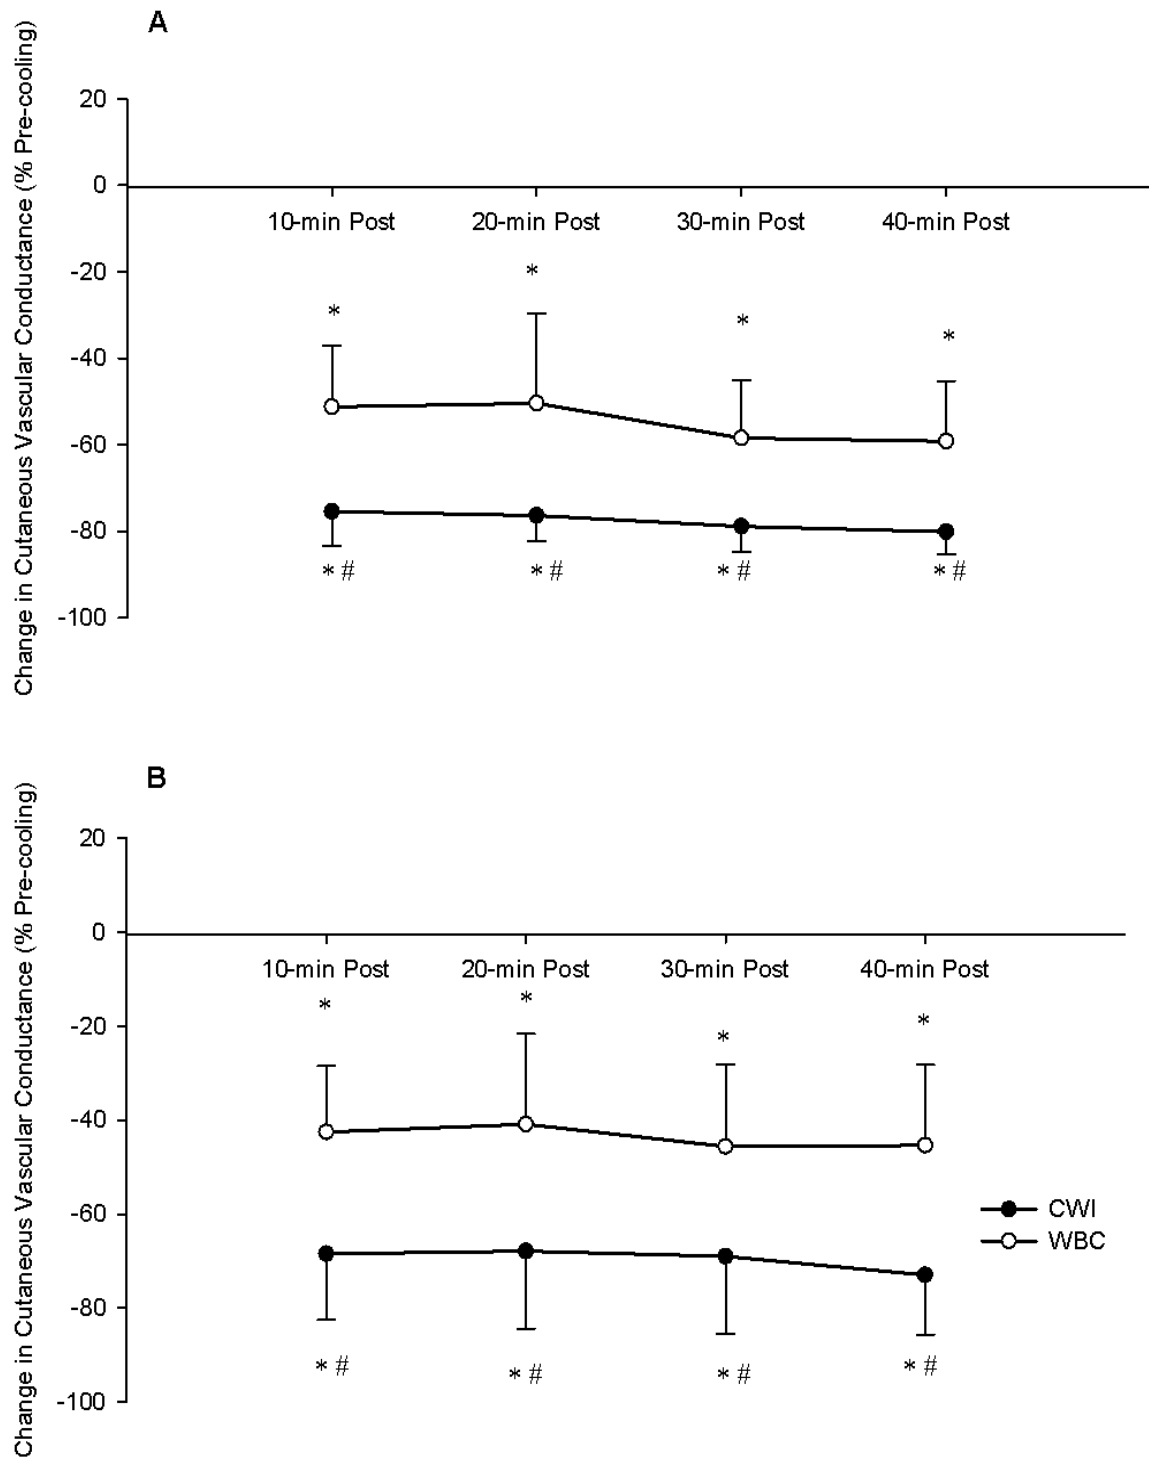 A
Change in Cutaneous Vascular Conductance (% Pre-cooling)
20
0
10-min Post 20-min Post 30-min Post 40-min Post
-20
*
* * *
-40
-60
-80
* # * # * # * #
-100
B
Change in Cutaneous Vascular Conductance (% Pre-cooling)
20
0
10-min Post 20-min Post 30-min Post 40-min Post
* * * *
-20
-40
-60
CWI
WBC
-80
* # * # * # * #
-100